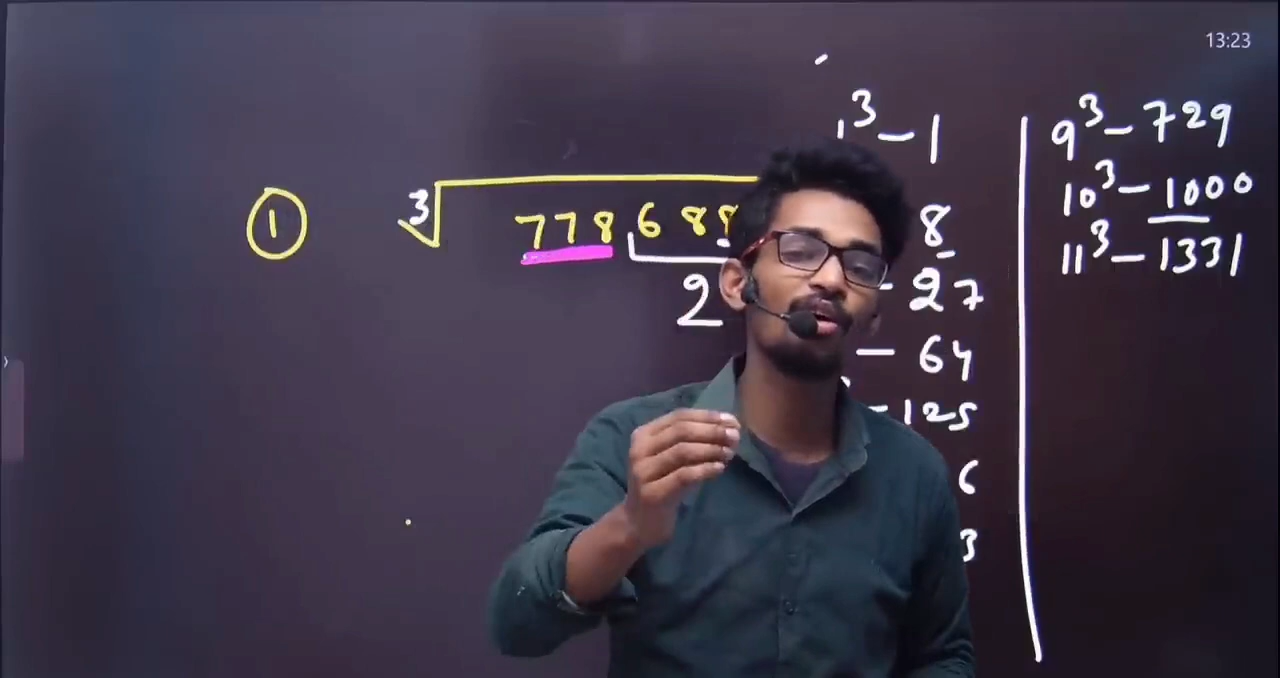 13:23
① ∛778688
2
1³ – 1
8
– 27
– 64
– 125
6
3
9³ – 729
10³ – 1000
11³ – 1331